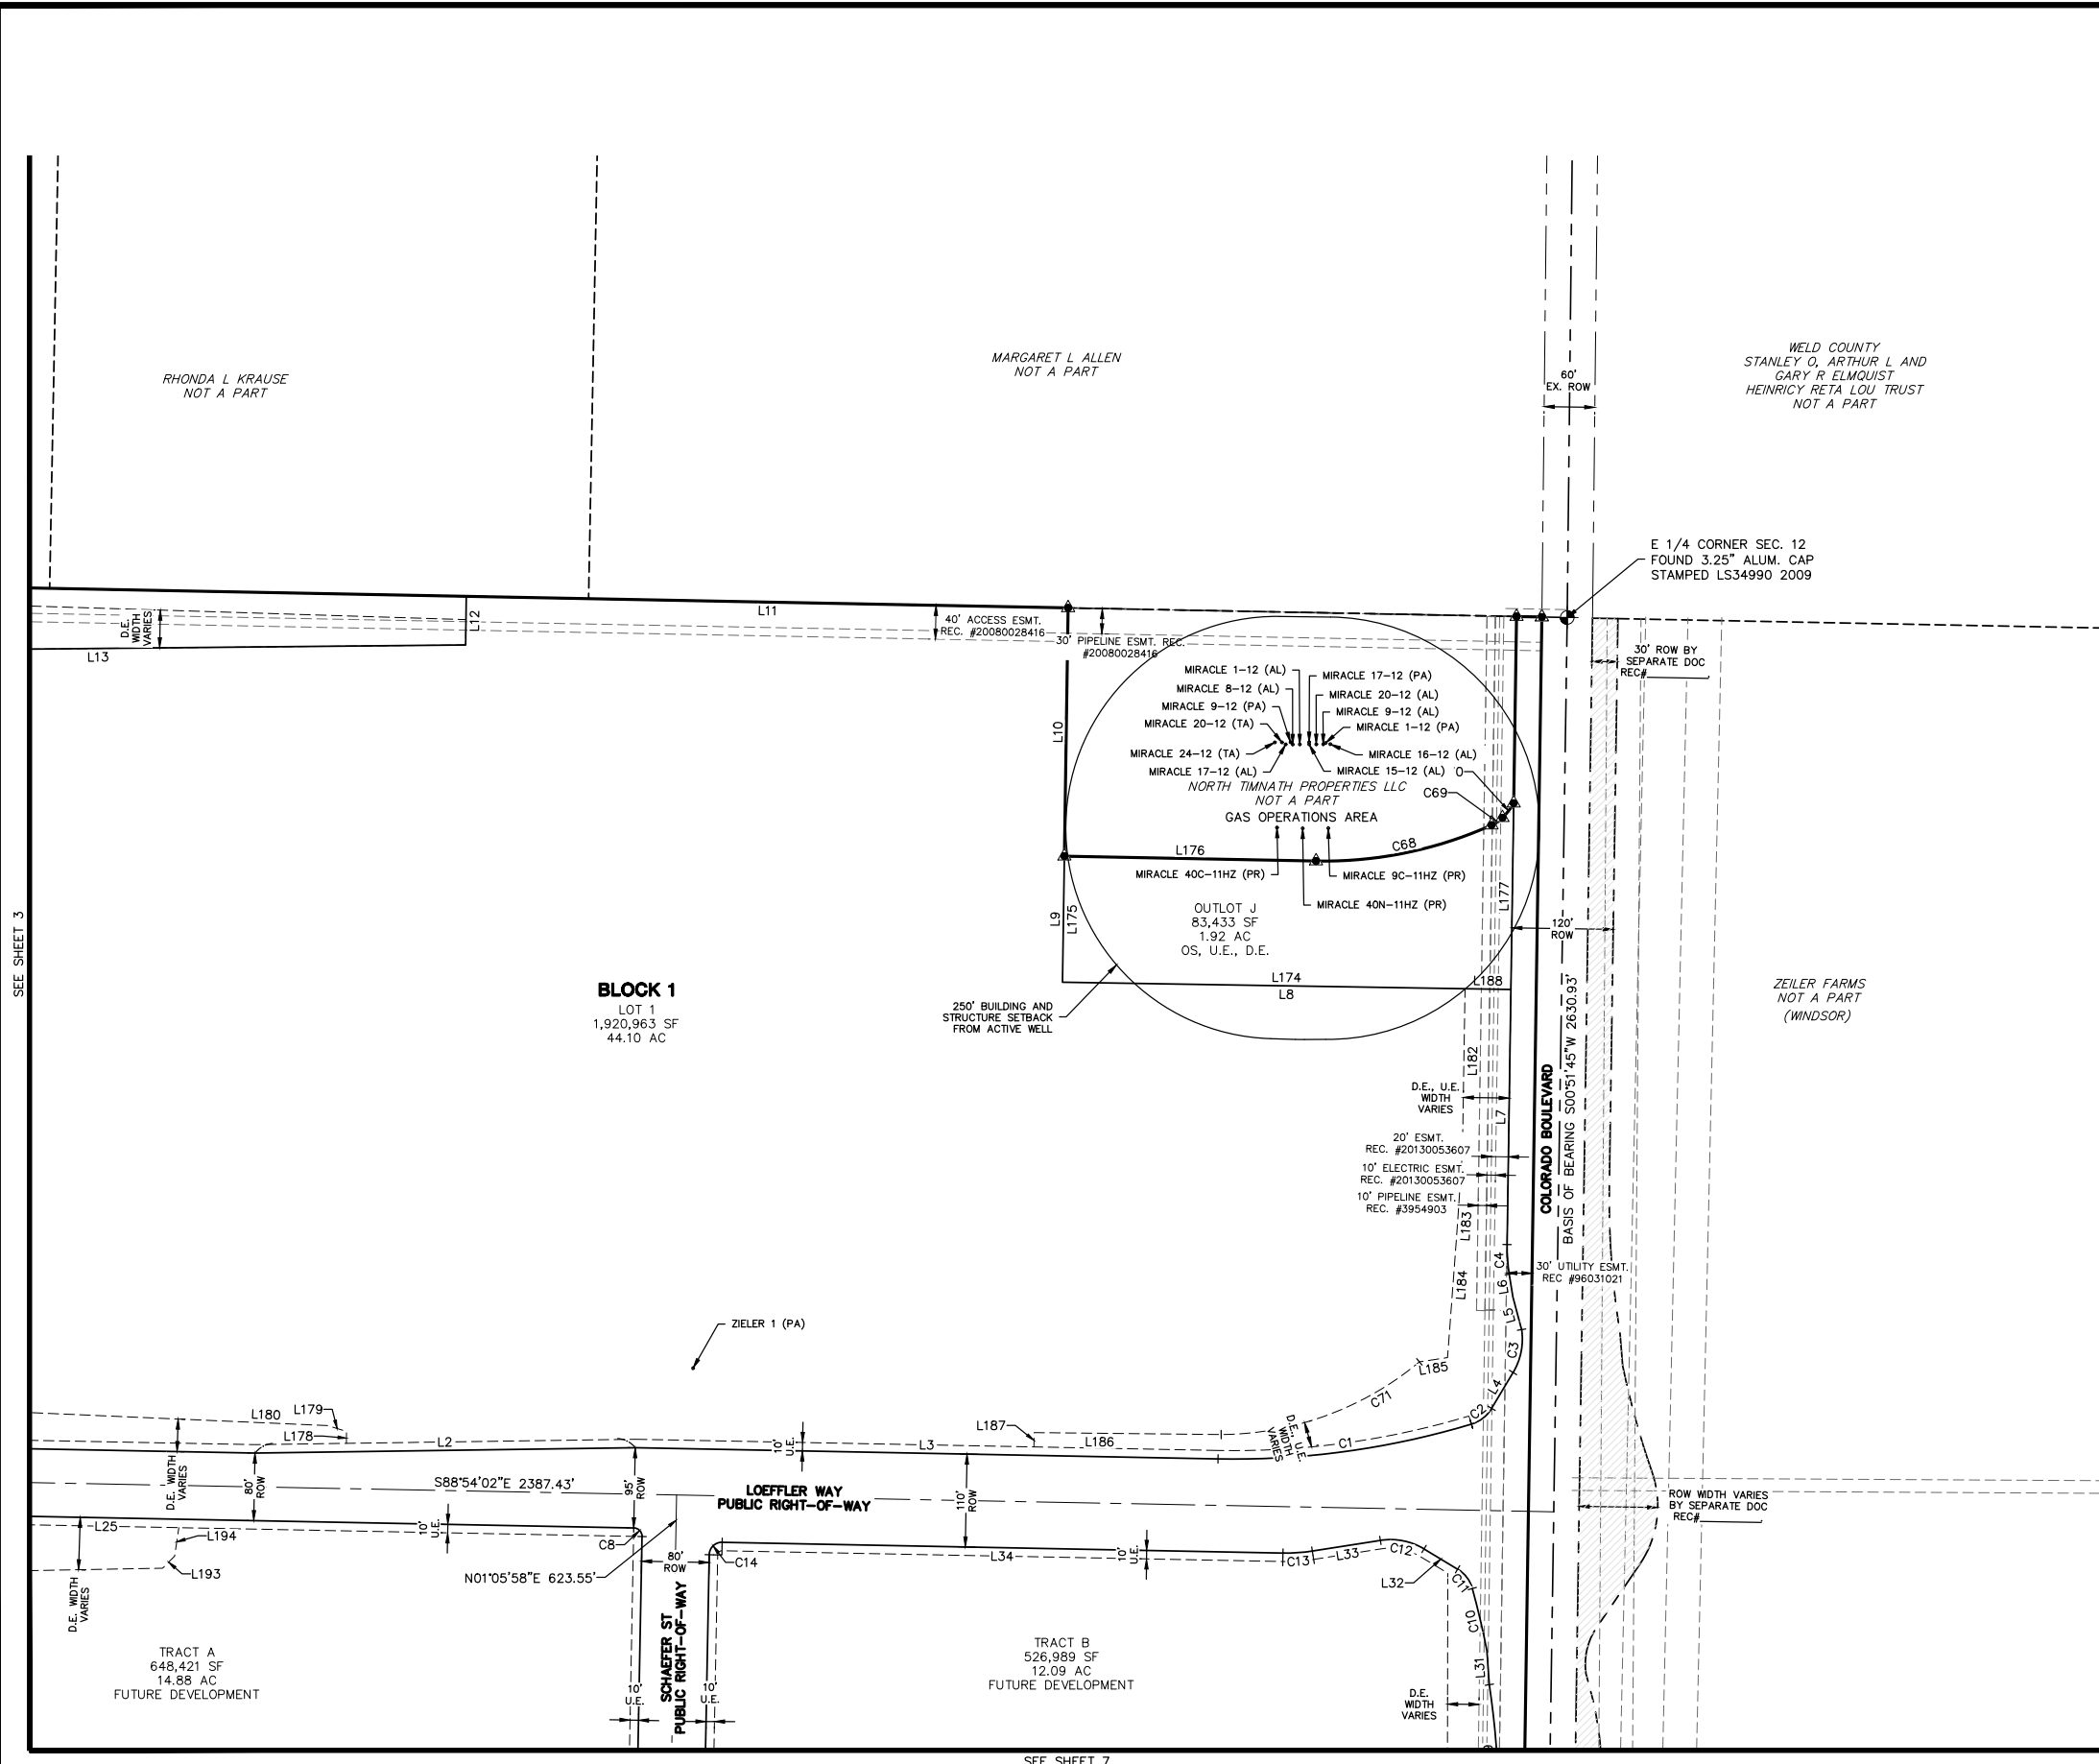 RHONDA L KRAUSE
NOT A PART
MARGARET L ALLEN
NOT A PART
WELD COUNTY
STANLEY O, ARTHUR L AND
GARY R ELMQUIST
HEINRICY RETA LOU TRUST
NOT A PART
60'
EX. ROW
E 1/4 CORNER SEC. 12
FOUND 3.25" ALUM. CAP
STAMPED LS34990 2009
L11
L12
L13
D.E.
WIDTH
VARIES
40' ACCESS ESMT.
REC. #20080028416
30' PIPELINE ESMT. REC.
#20080028416
30' ROW BY
SEPARATE DOC
REC#
MIRACLE 1-12 (AL)
MIRACLE 8-12 (AL)
MIRACLE 9-12 (PA)
MIRACLE 20-12 (TA)
MIRACLE 24-12 (TA)
MIRACLE 17-12 (AL)
MIRACLE 17-12 (PA)
MIRACLE 20-12 (AL)
MIRACLE 9-12 (AL)
MIRACLE 1-12 (PA)
MIRACLE 16-12 (AL)
MIRACLE 15-12 (AL)
NORTH TIMNATH PROPERTIES LLC
NOT A PART
GAS OPERATIONS AREA
C69
C68
L10
L176
MIRACLE 40C-11HZ (PR)
MIRACLE 9C-11HZ (PR)
MIRACLE 40N-11HZ (PR)
L177
L9
L175
OUTLOT J
83,433 SF
1.92 AC
OS, U.E., D.E.
120'
ROW
L174
L8
L188
SEE SHEET 3
BLOCK 1
LOT 1
1,920,963 SF
44.10 AC
250' BUILDING AND
STRUCTURE SETBACK
FROM ACTIVE WELL
ZEILER FARMS
NOT A PART
(WINDSOR)
L182
D.E., U.E.
WIDTH
VARIES
L7
COLORADO BOULEVARD
BASIS OF BEARING S00°51'45"W 2630.93'
20' ESMT.
REC. #20130053607
10' ELECTRIC ESMT.
REC. #20130053607
10' PIPELINE ESMT.
REC. #3954903
L183
C4
30' UTILITY ESMT.
REC #96031021
L184
L6
L5
C3
L185
L4
C71
C2
ZIELER 1 (PA)
L180
L179
L178
L2
10'
U.E.
L3
L187
L186
D.E., U.E.
WIDTH
VARIES
C1
D.E. WIDTH
VARIES
80'
ROW
S88°54'02"E 2387.43'
95'
ROW
LOEFFLER WAY
PUBLIC RIGHT-OF-WAY
110'
ROW
ROW WIDTH VARIES
BY SEPARATE DOC
REC#
L25
L194
L193
10'
U.E.
C8
80'
ROW
C14
L34
10'
U.E.
C13
L33
C12
L32
C11
C10
L31
N01°05'58"E 623.55'
D.E. WIDTH
VARIES
SCHAEFER ST
PUBLIC RIGHT-OF-WAY
TRACT A
648,421 SF
14.88 AC
FUTURE DEVELOPMENT
TRACT B
526,989 SF
12.09 AC
FUTURE DEVELOPMENT
10'
U.E.
10'
U.E.
D.E.
WIDTH
VARIES
SEE SHEET 7